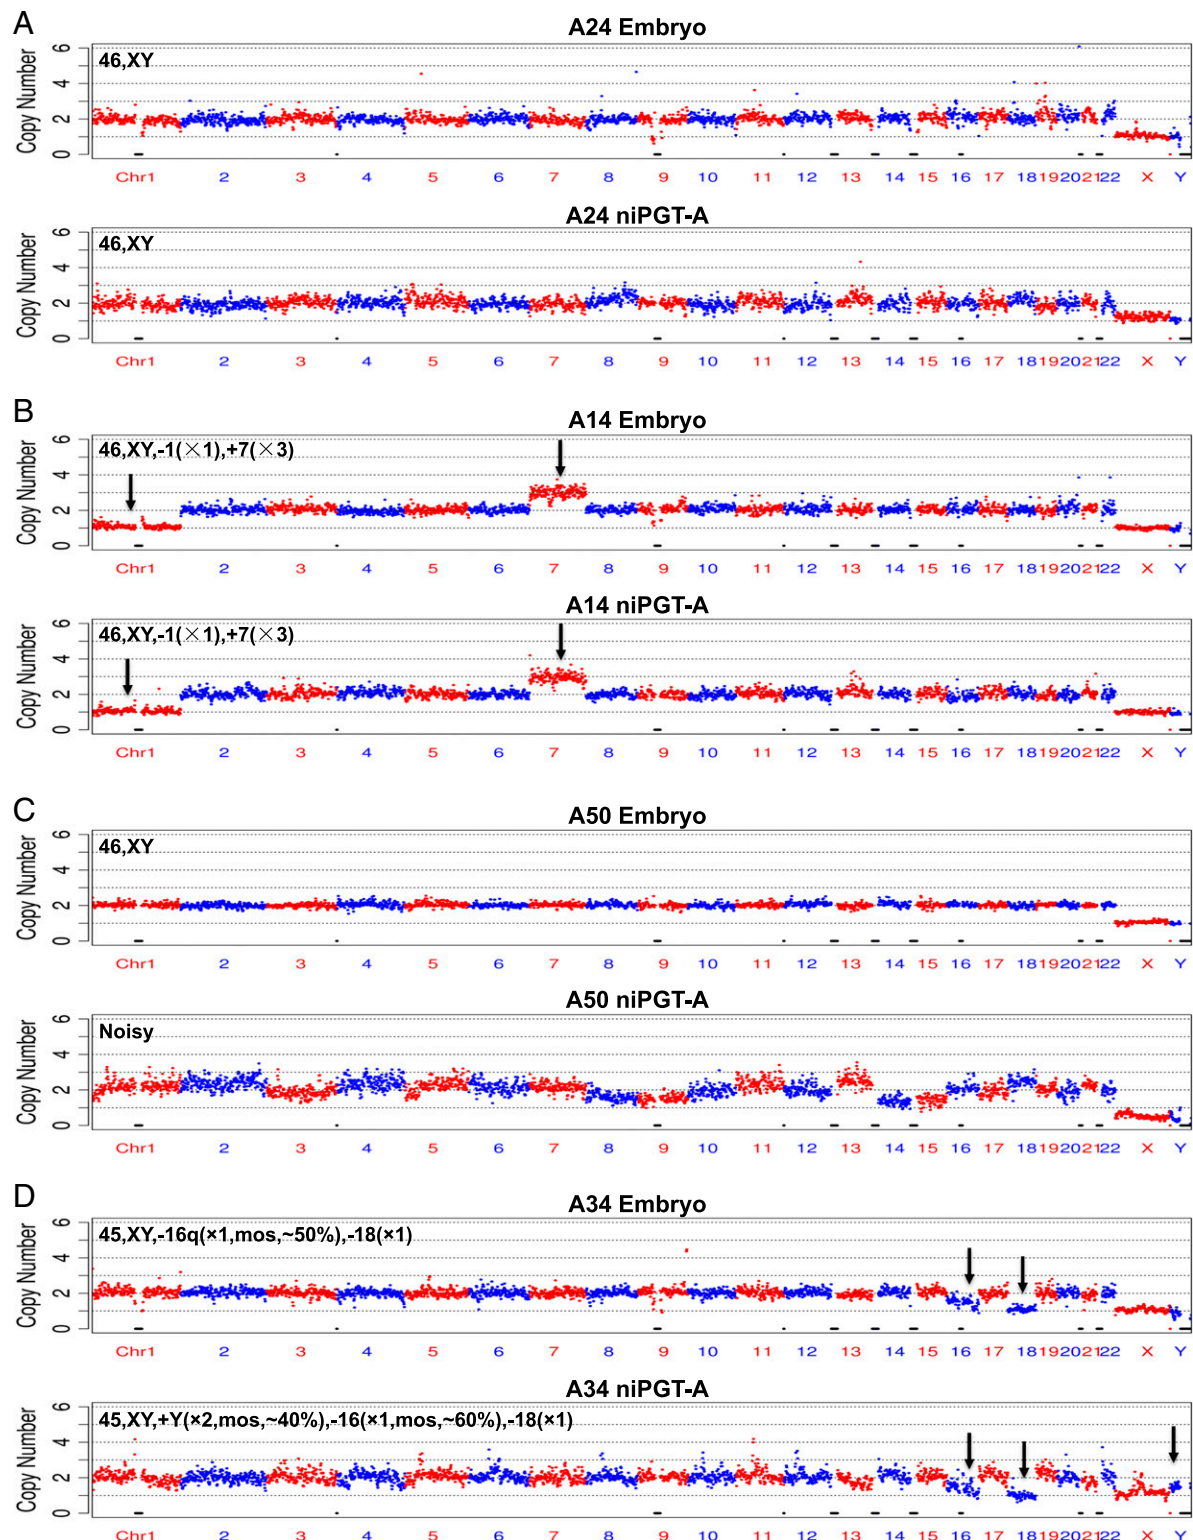 A
A24 Embryo
46,XY
Copy Number
0 2 4 6
Chr1 2 3 4 5 6 7 8 9 10 11 12 13 14 15 16 17 18 19 20 21 22 X Y
A24 niPGT-A
46,XY
Copy Number
0 2 4 6
Chr1 2 3 4 5 6 7 8 9 10 11 12 13 14 15 16 17 18 19 20 21 22 X Y
B
A14 Embryo
46,XY,-1(×1),+7(×3)
Copy Number
0 2 4 6
Chr1 2 3 4 5 6 7 8 9 10 11 12 13 14 15 16 17 18 19 20 21 22 X Y
A14 niPGT-A
46,XY,-1(×1),+7(×3)
Copy Number
0 2 4 6
Chr1 2 3 4 5 6 7 8 9 10 11 12 13 14 15 16 17 18 19 20 21 22 X Y
C
A50 Embryo
46,XY
Copy Number
0 2 4 6
Chr1 2 3 4 5 6 7 8 9 10 11 12 13 14 15 16 17 18 19 20 21 22 X Y
A50 niPGT-A
Noisy
Copy Number
0 2 4 6
Chr1 2 3 4 5 6 7 8 9 10 11 12 13 14 15 16 17 18 19 20 21 22 X Y
D
A34 Embryo
45,XY,-16q(×1,mos,~50%),-18(×1)
Copy Number
0 2 4 6
Chr1 2 3 4 5 6 7 8 9 10 11 12 13 14 15 16 17 18 19 20 21 22 X Y
A34 niPGT-A
45,XY,+Y(×2,mos,~40%),-16(×1,mos,~60%),-18(×1)
Copy Number
0 2 4 6
Chr1 2 3 4 5 6 7 8 9 10 11 12 13 14 15 16 17 18 19 20 21 22 X Y